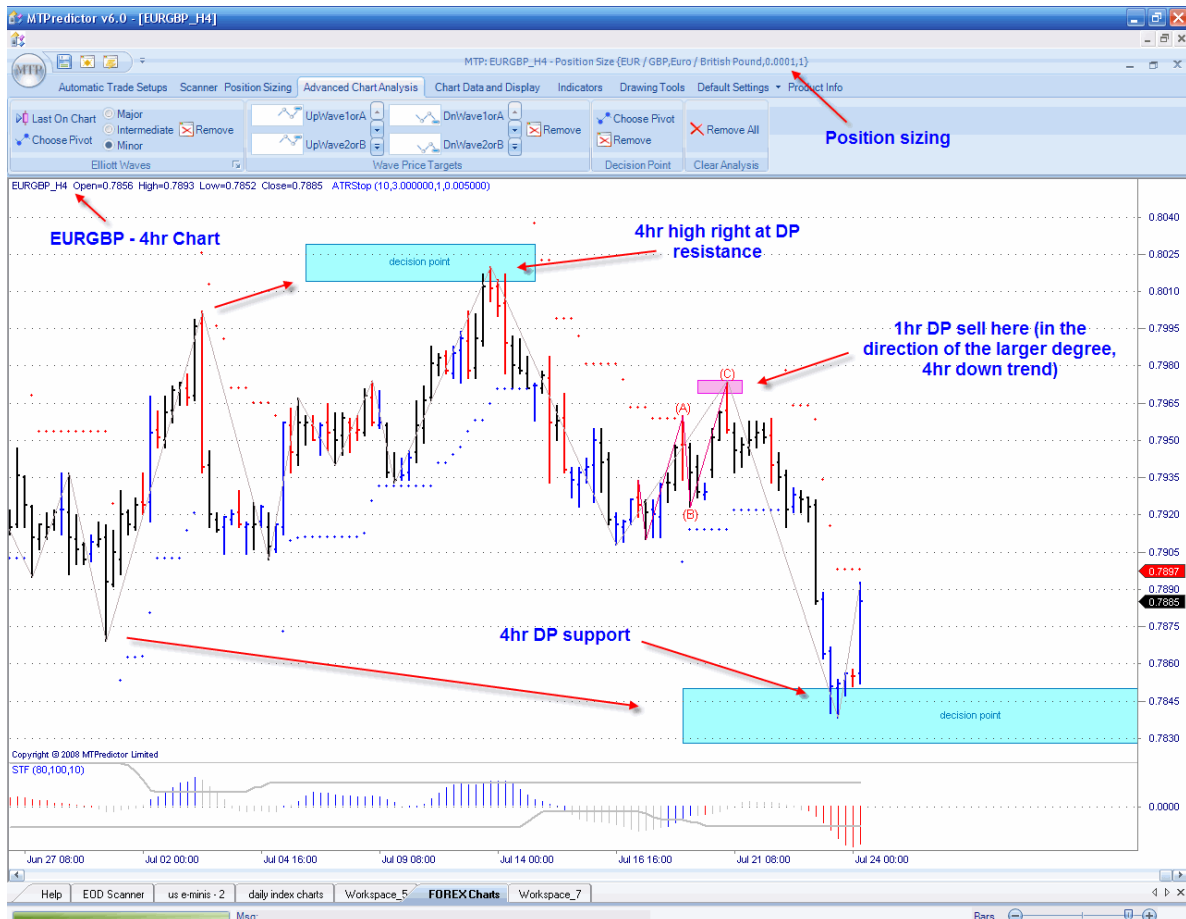 MTPredictor v6.0 - [EURGBP_H4]
MTP
MTP: EURGBP_H4 - Position Size {EUR / GBP,Euro / British Pound,0.0001,1}
Automatic Trade Setups Scanner Position Sizing Advanced Chart Analysis Chart Data and Display Indicators Drawing Tools Default Settings Product Info
Last On Chart Major UpWave1orA DnWave1orA Choose Pivot
Intermediate Remove Remove Remove Remove All
Choose Pivot Minor UpWave2orB DnWave2orB
Elliott Waves Wave Price Targets Decision Point Clear Analysis
Position sizing
EURGBP_H4 Open=0.7856 High=0.7893 Low=0.7852 Close=0.7885 ATRStop (10,3.000000,1,0.005000)
EURGBP - 4hr Chart
4hr high right at DP
resistance
decision point
1hr DP sell here (in the
direction of the larger degree,
4hr down trend)
(C)
(A)
(B)
4hr DP support
decision point
0.8040
0.8025
0.8010
0.7995
0.7980
0.7965
0.7950
0.7935
0.7920
0.7905
0.7897
0.7890
0.7885
0.7875
0.7860
0.7845
0.7830
Copyright © 2008 MTPredictor Limited
STF (80,100,10)
0.0000
Jun 27 08:00 Jul 02 00:00 Jul 04 16:00 Jul 09 08:00 Jul 14 00:00 Jul 16 16:00 Jul 21 08:00 Jul 24 00:00
Help EOD Scanner us e-minis - 2 daily index charts Workspace_5 FOREX Charts Workspace_7
Msg: Bars